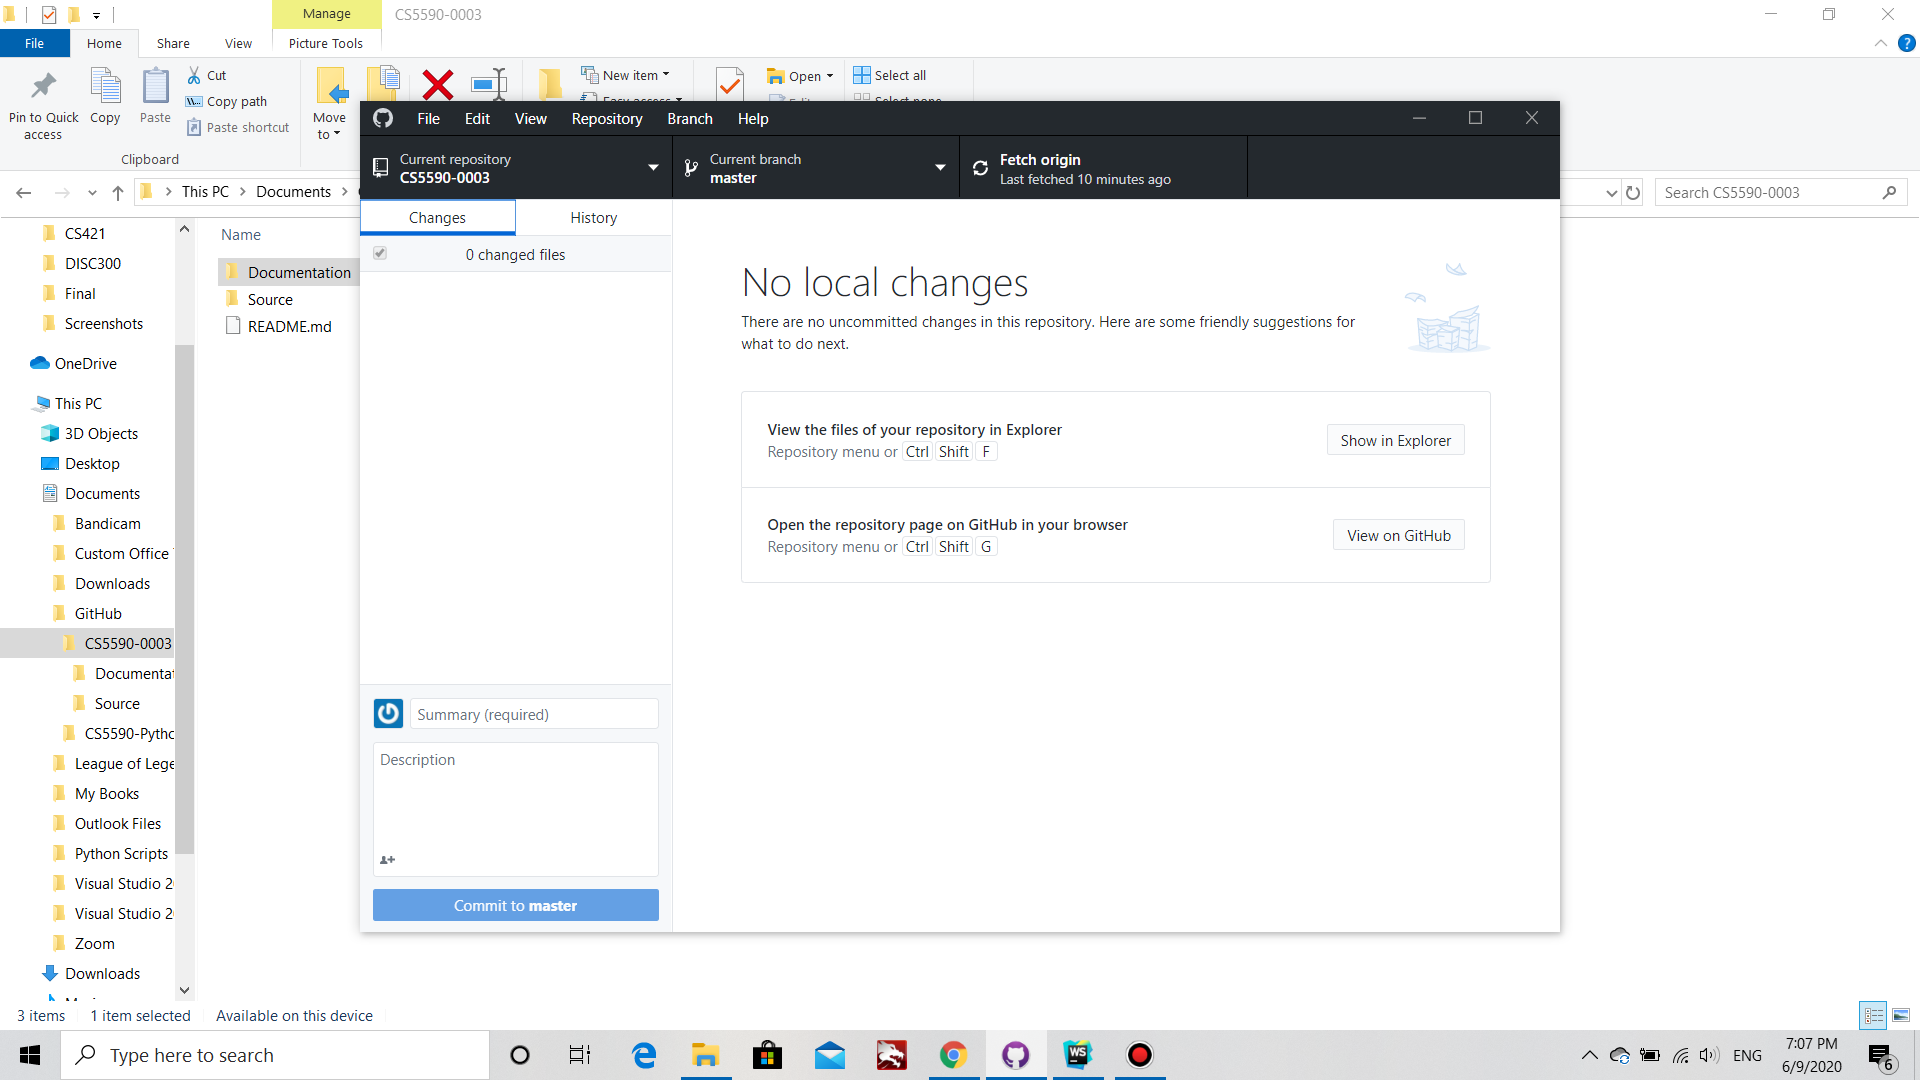 Manage
CS5590-0003
File
Home
Share
View
Picture Tools
Pin to Quick access
Copy
Paste
Cut
Copy path
Paste shortcut
Clipboard
Move to
New item
Easy access
Open
Select all
Select none
This PC
Documents
Search CS5590-0003
CS421
DISC300
Final
Screenshots
OneDrive
This PC
3D Objects
Desktop
Documents
Bandicam
Custom Office
Downloads
GitHub
CS5590-0003
Documentat
Source
CS5590-Pytho
League of Lege
My Books
Outlook Files
Python Scripts
Visual Studio 2
Visual Studio 2
Zoom
Downloads
Name
Documentation
Source
README.md
File
Edit
View
Repository
Branch
Help
Current repository
CS5590-0003
Current branch
master
Fetch origin
Last fetched 10 minutes ago
Changes
History
0 changed files
No local changes
There are no uncommitted changes in this repository. Here are some friendly suggestions for
what to do next.
View the files of your repository in Explorer
Repository menu or Ctrl Shift F
Show in Explorer
Open the repository page on GitHub in your browser
Repository menu or Ctrl Shift G
View on GitHub
Summary (required)
Description
Commit to master
3 items
1 item selected
Available on this device
Type here to search
WS
ENG
7:07 PM
6/9/2020
6